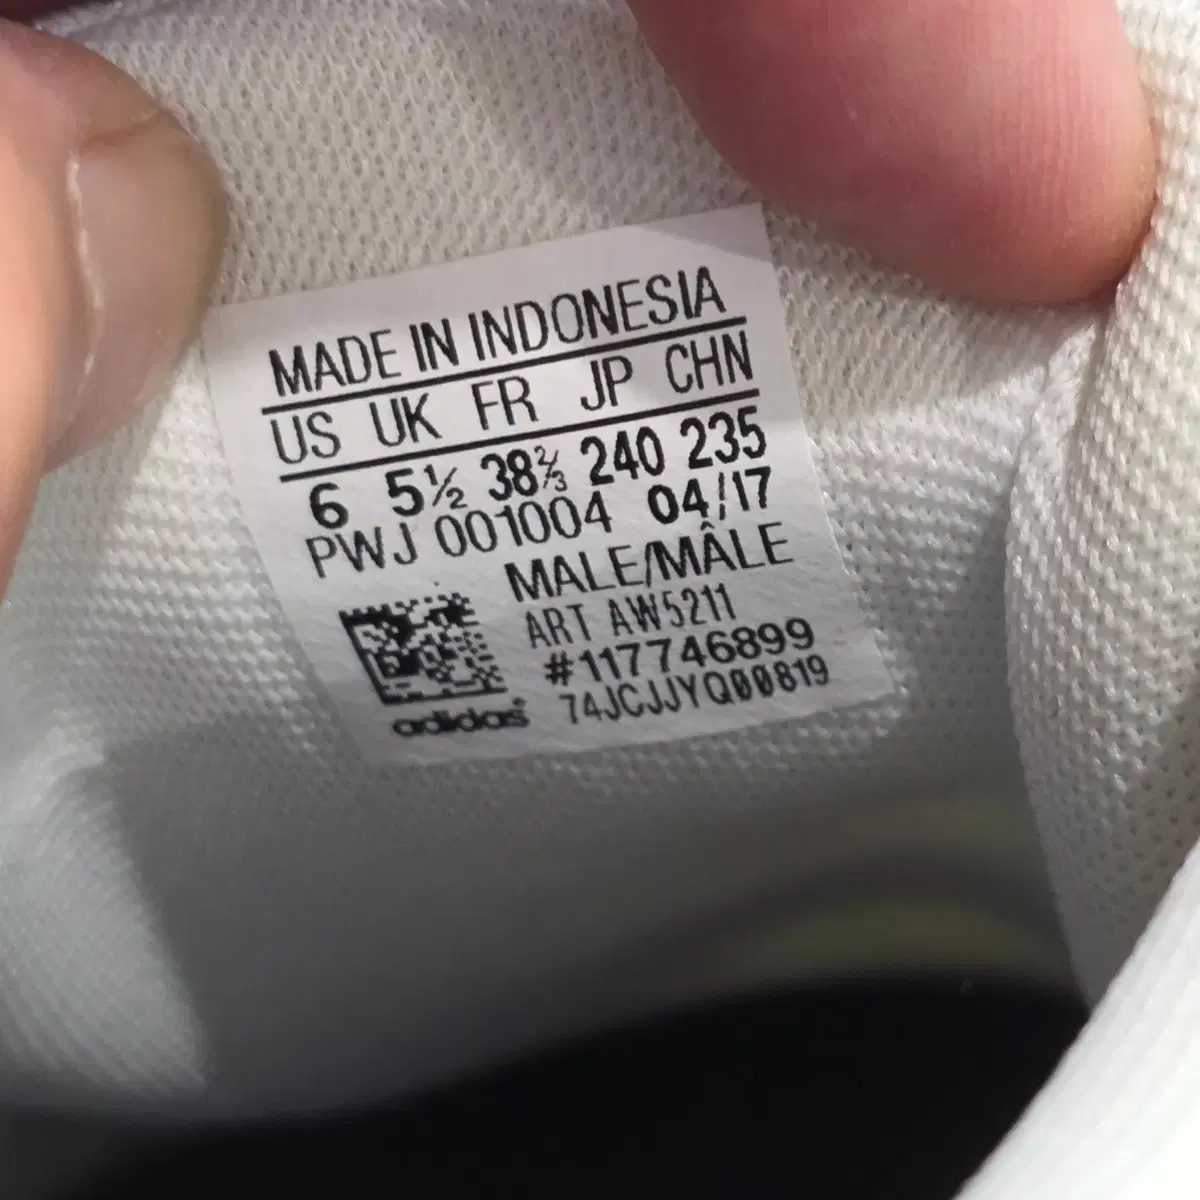 MADE IN INDONESIA
US UK FR JP CHN
6 5½ 38⅔ 240 235
PWJ 001004 04/17
MALE/MÂLE
ART AW5211
#117746899
adidas 74JCJJYQ00819